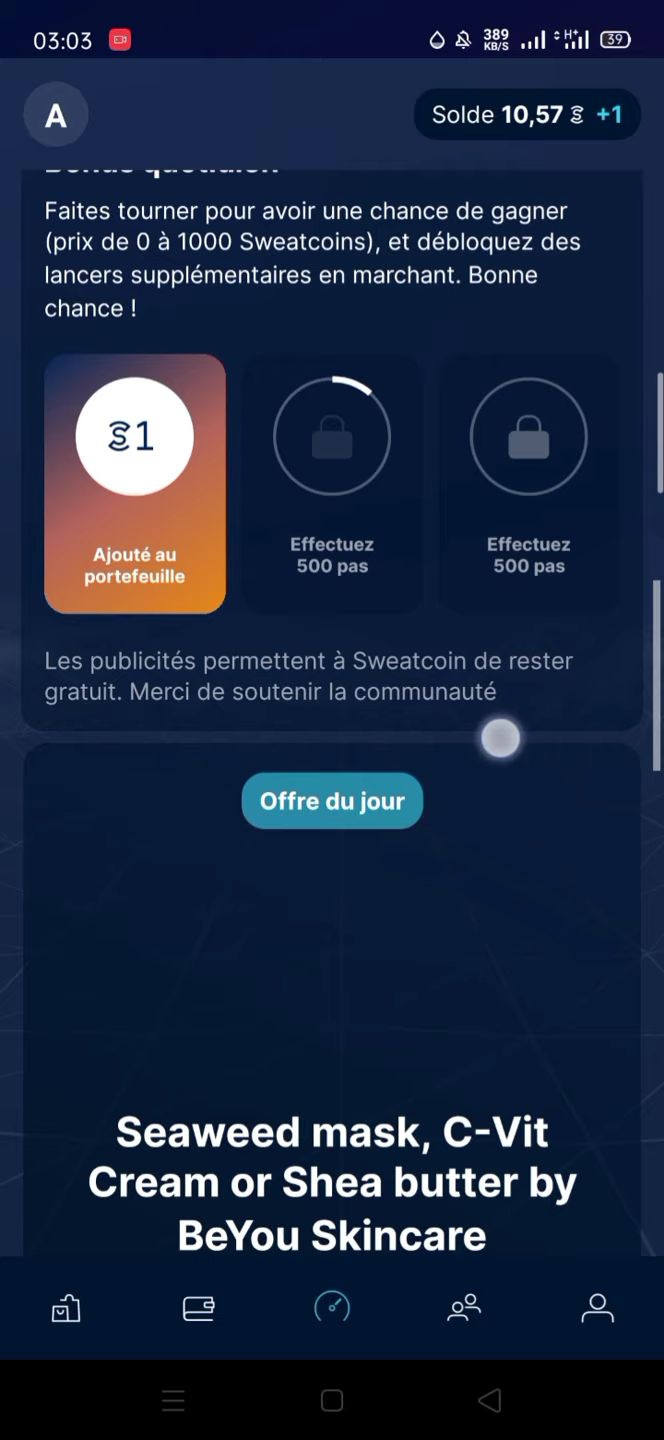 03:03
389
KB/S
H+
39
A
Solde 10,57 +1
Bonus quotidien
Faites tourner pour avoir une chance de gagner
(prix de 0 à 1000 Sweatcoins), et débloquez des
lancers supplémentaires en marchant. Bonne
chance !
1
Ajouté au
portefeuille
Effectuez
500 pas
Effectuez
500 pas
Les publicités permettent à Sweatcoin de rester
gratuit. Merci de soutenir la communauté
Offre du jour
Seaweed mask, C-Vit
Cream or Shea butter by
BeYou Skincare